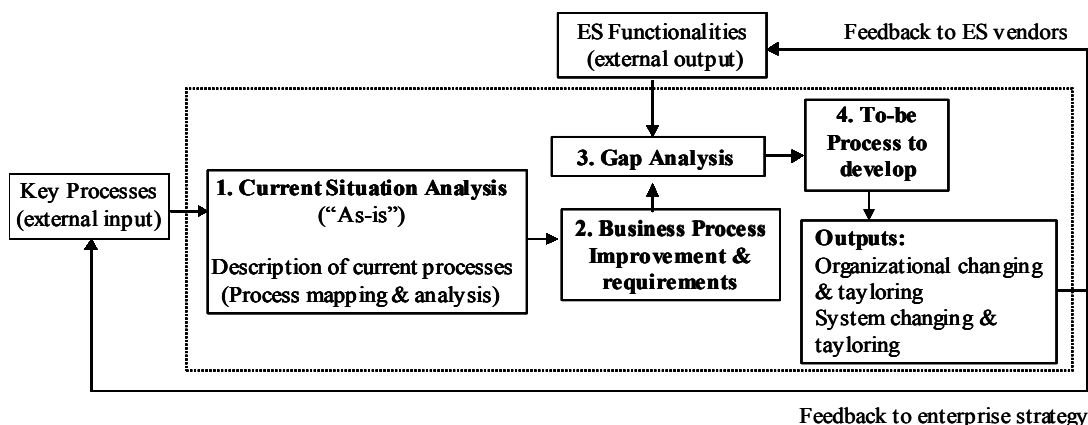 ES Functionalities
(external output)
Feedback to ES vendors
Key Processes
(external input)
1. Current Situation Analysis
(“As-is”)
Description of current processes
(Process mapping & analysis)
2. Business Process
Improvement &
requirements
3. Gap Analysis
4. To-be
Process to
develop
Outputs:
Organizational changing
& tayloring
System changing &
tayloring
Feedback to enterprise strategy